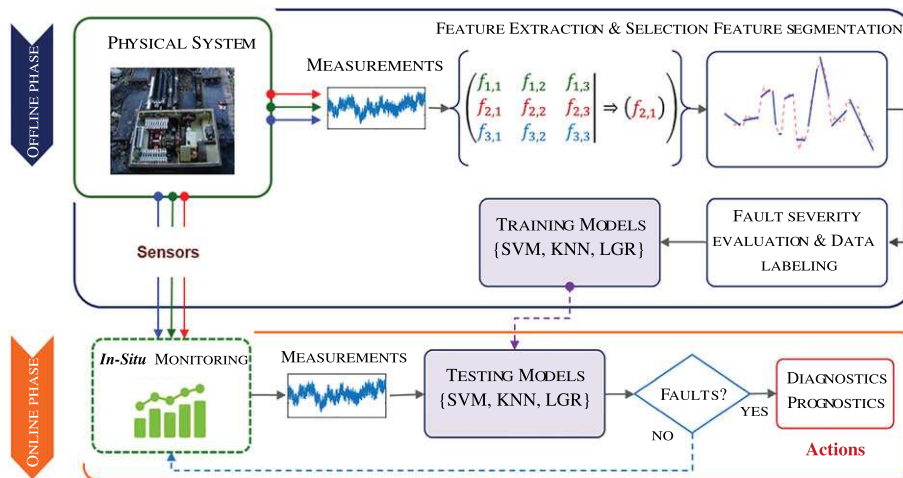 OFFLINE PHASE
PHYSICAL SYSTEM
MEASUREMENTS
FEATURE EXTRACTION & SELECTION
FEATURE SEGMENTATION
f1,1 f1,2 f1,3
f2,1 f2,2 f2,3 ⇒ (f2,1)
f3,1 f3,2 f3,3
TRAINING MODELS
{SVM, KNN, LGR}
FAULT SEVERITY
EVALUATION & DATA
LABELING
Sensors
ONLINE PHASE
In-Situ MONITORING
MEASUREMENTS
TESTING MODELS
{SVM, KNN, LGR}
FAULTS?
YES
NO
DIAGNOSTICS
PROGNOSTICS
Actions